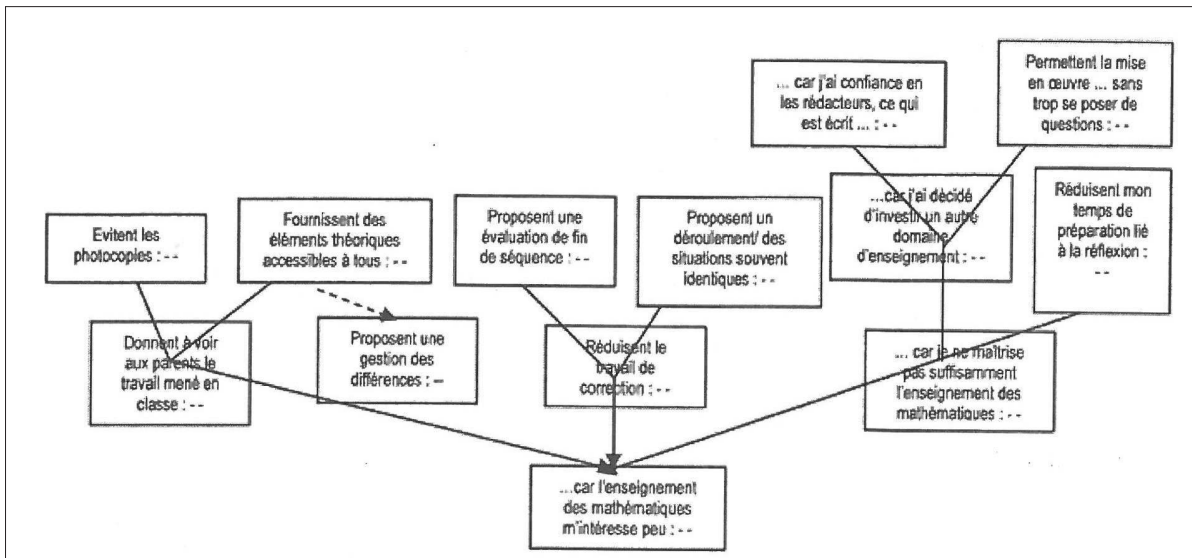 ... car j'ai confiance en
les rédacteurs, ce qui
est écrit ... : - -
Permettent la mise
en œuvre ... sans
trop se poser de
questions : - -
Evitent les
photocopies : - -
Fournissent des
éléments théoriques
accessibles à tous : - -
Proposent une
évaluation de fin
de séquence : - -
Proposent un
déroulement/ des
situations souvent
identiques : - -
...car j'ai décidé
d'investir un autre
domaine
d'enseignement : - -
Réduisent mon
temps de
préparation lié
à la réflexion :
- -
Donnent à voir
aux parents le
travail mené en
classe : - -
Proposent une
gestion des
différences : --
Réduisent le
travail de
correction : - -
... car je ne maîtrise
pas suffisamment
l'enseignement des
mathématiques : - -
...car l'enseignement
des mathématiques
m'intéresse peu : - -